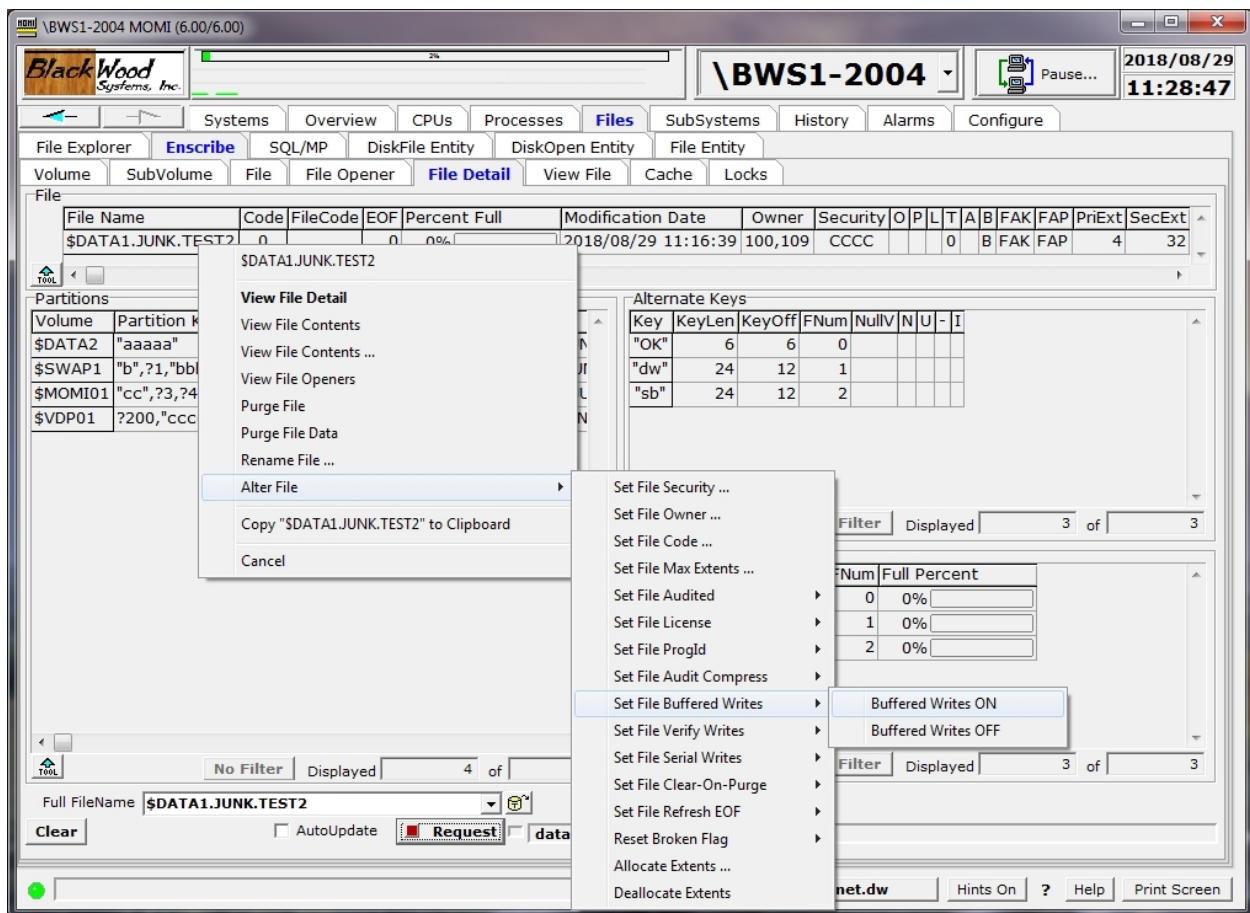 \BWS1-2004 MOMI (6.00/6.00)
BlackWood Systems, Inc.
2%
\BWS1-2004
Pause...
2018/08/29
11:28:47
Systems Overview CPUs Processes Files SubSystems History Alarms Configure
File Explorer Enscribe SQL/MP DiskFile Entity DiskOpen Entity File Entity
Volume SubVolume File File Opener File Detail View File Cache Locks
File
File Name Code FileCode EOF Percent Full Modification Date Owner Security O P L T A B FAK FAP PriExt SecExt
$DATA1.JUNK.TEST2 0 0 0% 2018/08/29 11:16:39 100,109 CCCC 0 B FAK FAP 4 32
TOOL
$DATA1.JUNK.TEST2
View File Detail
View File Contents
View File Contents ...
View File Openers
Purge File
Purge File Data
Rename File ...
Alter File
Copy "$DATA1.JUNK.TEST2" to Clipboard
Cancel
Partitions
Volume Partition
$DATA2 "aaaaa"
$SWAP1 "b",?1,"bbl
$MOMI01 "cc",?3,?4
$VDP01 ?200,"ccc
Alternate Keys
Key KeyLen KeyOff FNum NullV N U - I
"OK" 6 6 0
"dw" 24 12 1
"sb" 24 12 2
Filter Displayed 3 of 3
Set File Security ...
Set File Owner ...
Set File Code ...
Set File Max Extents ...
Set File Audited
Set File License
Set File ProgId
Set File Audit Compress
Set File Buffered Writes
Set File Verify Writes
Set File Serial Writes
Set File Clear-On-Purge
Set File Refresh EOF
Reset Broken Flag
Allocate Extents ...
Deallocate Extents
Buffered Writes ON
Buffered Writes OFF
FNum Full Percent
0 0%
1 0%
2 0%
Filter Displayed 3 of 3
TOOL No Filter Displayed 4 of
Full FileName $DATA1.JUNK.TEST2
Clear AutoUpdate Request data
net.dw Hints On ? Help Print Screen